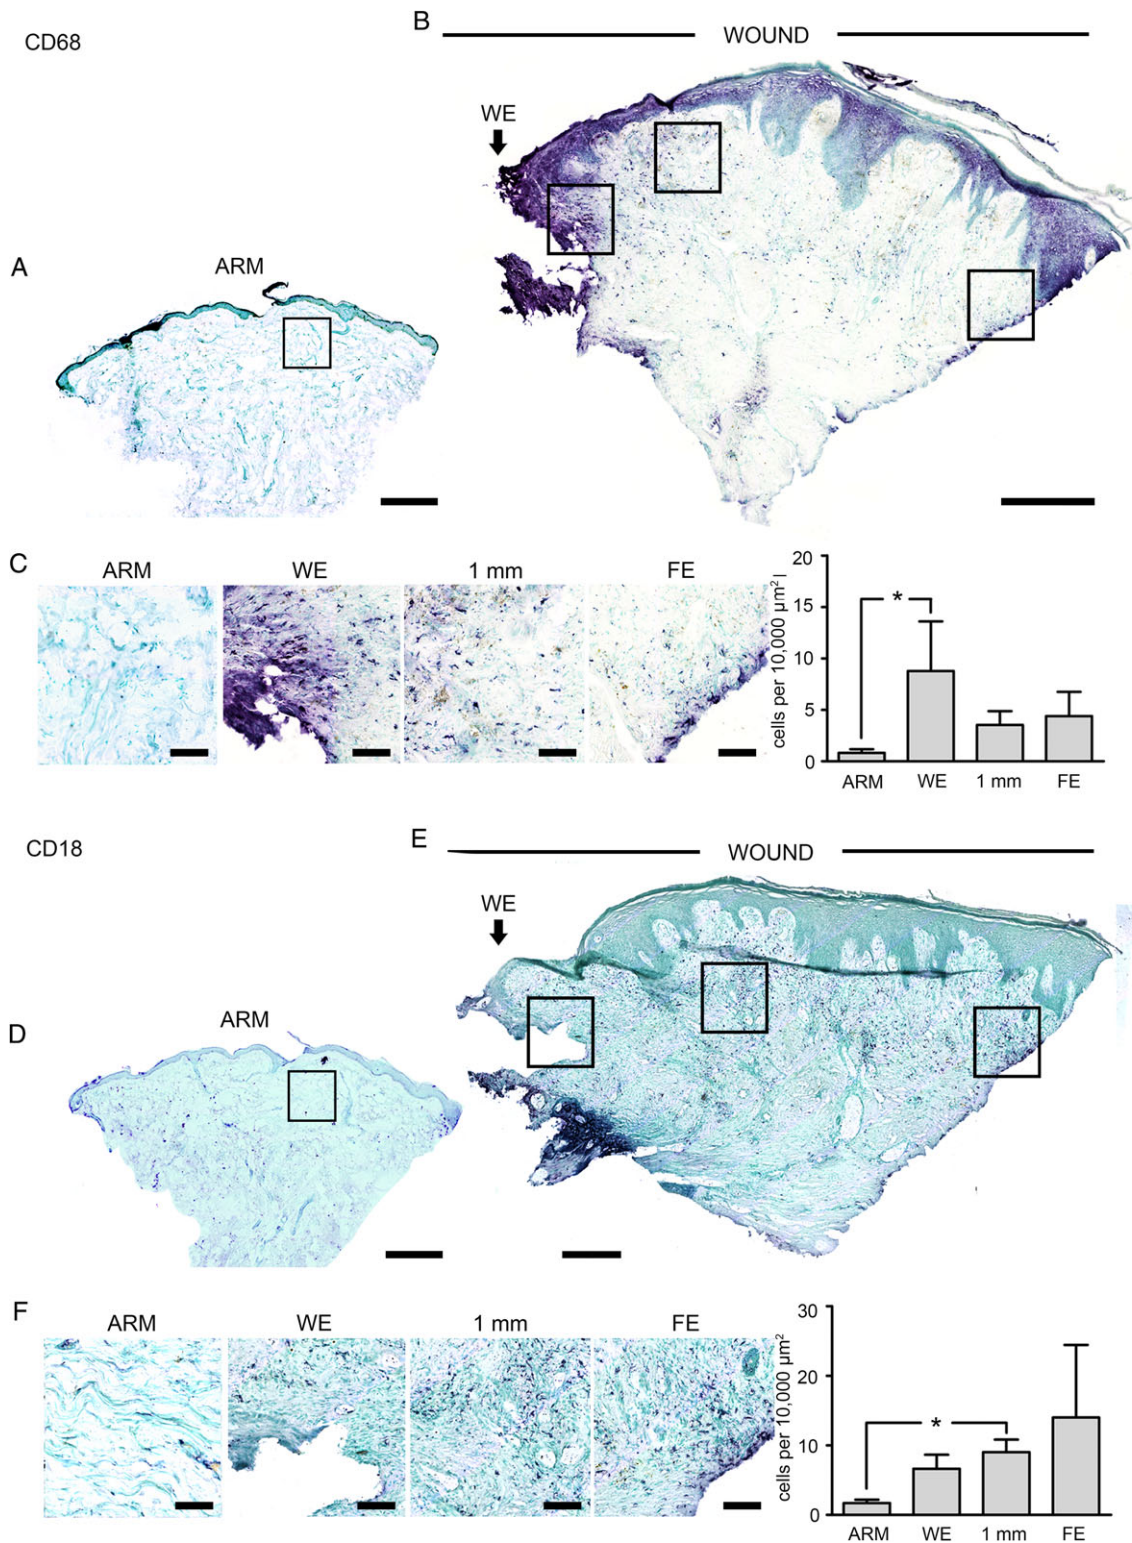 CD68
B
WOUND
WE
A
ARM
C
ARM
WE
1 mm
FE
cells per 10,000 µm² l
20
15
10
5
0
*
ARM
WE
1 mm
FE
CD18
E
WOUND
WE
D
ARM
F
ARM
WE
1 mm
FE
cells per 10,000 µm²
30
20
10
0
*
ARM
WE
1 mm
FE